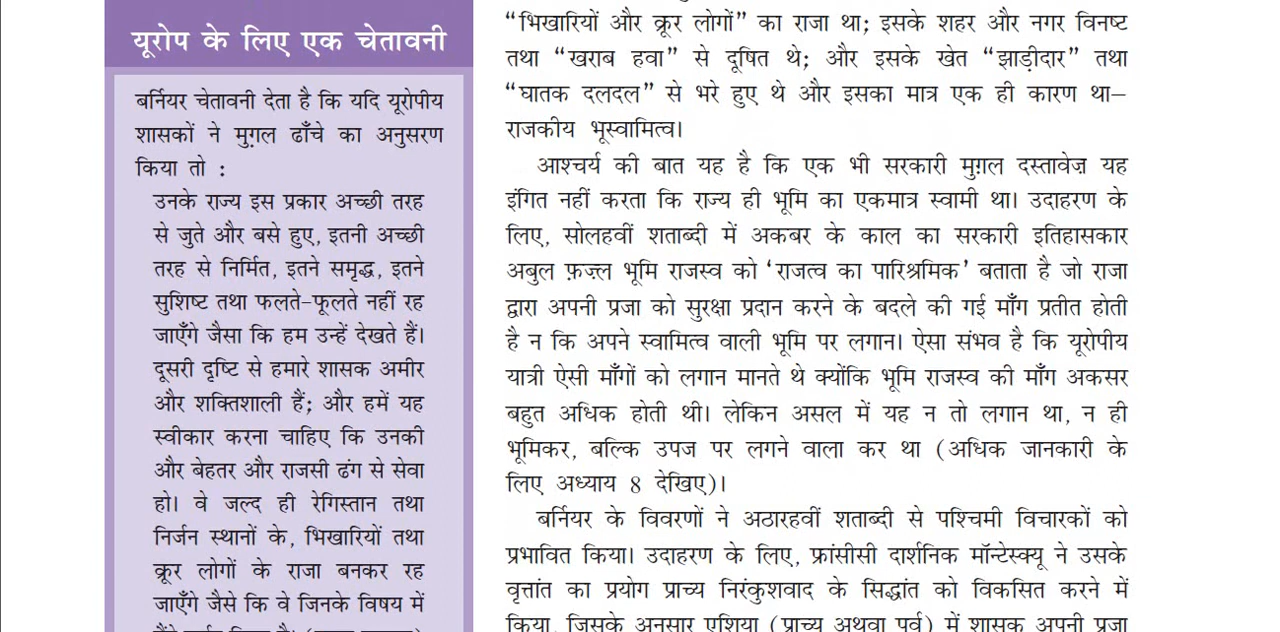 यूरोप के लिए एक चेतावनी
बर्नियर चेतावनी देता है कि यदि यूरोपीय
शासकों ने मुग़ल ढाँचे का अनुसरण
किया तो :
उनके राज्य इस प्रकार अच्छी तरह
से जुते और बसे हुए, इतनी अच्छी
तरह से निर्मित, इतने समृद्ध, इतने
सुशिष्ट तथा फलते-फूलते नहीं रह
जाएँगे जैसा कि हम उन्हें देखते हैं।
दूसरी दृष्टि से हमारे शासक अमीर
और शक्तिशाली हैं; और हमें यह
स्वीकार करना चाहिए कि उनकी
और बेहतर और राजसी ढंग से सेवा
हो। वे जल्द ही रेगिस्तान तथा
निर्जन स्थानों के, भिखारियों तथा
क्रूर लोगों के राजा बनकर रह
जाएँगे जैसे कि वे जिनके विषय में
“भिखारियों और क्रूर लोगों” का राजा था; इसके शहर और नगर विनष्ट
तथा “खराब हवा” से दूषित थे; और इसके खेत “झाड़ीदार” तथा
“घातक दलदल” से भरे हुए थे और इसका मात्र एक ही कारण था–
राजकीय भूस्वामित्व।
आश्चर्य की बात यह है कि एक भी सरकारी मुग़ल दस्तावेज़ यह
इंगित नहीं करता कि राज्य ही भूमि का एकमात्र स्वामी था। उदाहरण के
लिए, सोलहवीं शताब्दी में अकबर के काल का सरकारी इतिहासकार
अबुल फ़ज़्ल भूमि राजस्व को ‘राजत्व का पारिश्रमिक’ बताता है जो राजा
द्वारा अपनी प्रजा को सुरक्षा प्रदान करने के बदले की गई माँग प्रतीत होती
है न कि अपने स्वामित्व वाली भूमि पर लगान। ऐसा संभव है कि यूरोपीय
यात्री ऐसी माँगों को लगान मानते थे क्योंकि भूमि राजस्व की माँग अकसर
बहुत अधिक होती थी। लेकिन असल में यह न तो लगान था, न ही
भूमिकर, बल्कि उपज पर लगने वाला कर था (अधिक जानकारी के
लिए अध्याय 8 देखिए)।
बर्नियर के विवरणों ने अठारहवीं शताब्दी से पश्चिमी विचारकों को
प्रभावित किया। उदाहरण के लिए, फ्रांसीसी दार्शनिक मॉन्टेस्क्यू ने उसके
वृत्तांत का प्रयोग प्राच्य निरंकुशवाद के सिद्धांत को विकसित करने में
किया, जिसके अनुसार एशिया (प्राच्य अथवा पूर्व) में शासक अपनी प्रजा